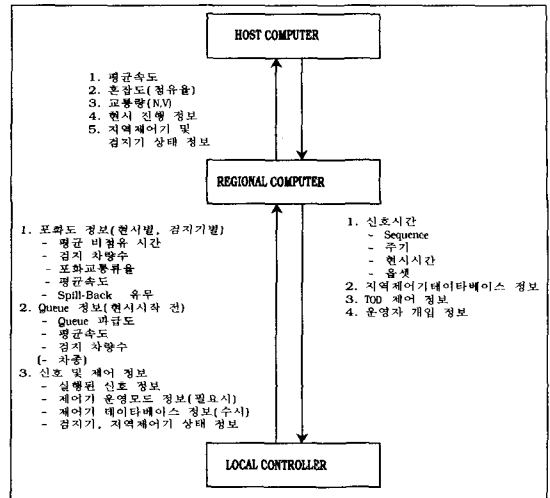 HOST COMPUTER
1. 평균속도
2. 혼잡도(점유율)
3. 교통량(N,V)
4. 현시 진행 정보
5. 지역제어기 및
검지기 상태 정보
REGIONAL COMPUTER
1. 포화도 정보(현시별, 검지기별)
- 평균 비점유 시간
- 검지 차량수
- 포화교통류율
- 평균속도
- Spill-Back 유무
2. Queue 정보(현시시작 전)
- Queue 파급도
- 평균속도
- 검지 차량수
(- 차종)
3. 신호 및 제어 정보
- 실행된 신호 정보
- 제어기 운영모드 정보(필요시)
- 제어기 데이타베이스 정보(수시)
- 검지기, 지역제어기 상태 정보
1. 신호시간
- Sequence
- 주기
- 현시시간
- 옵셋
2. 지역제어기데이타베이스 정보
3. TOD 제어 정보
4. 운영자 개입 정보
LOCAL CONTROLLER